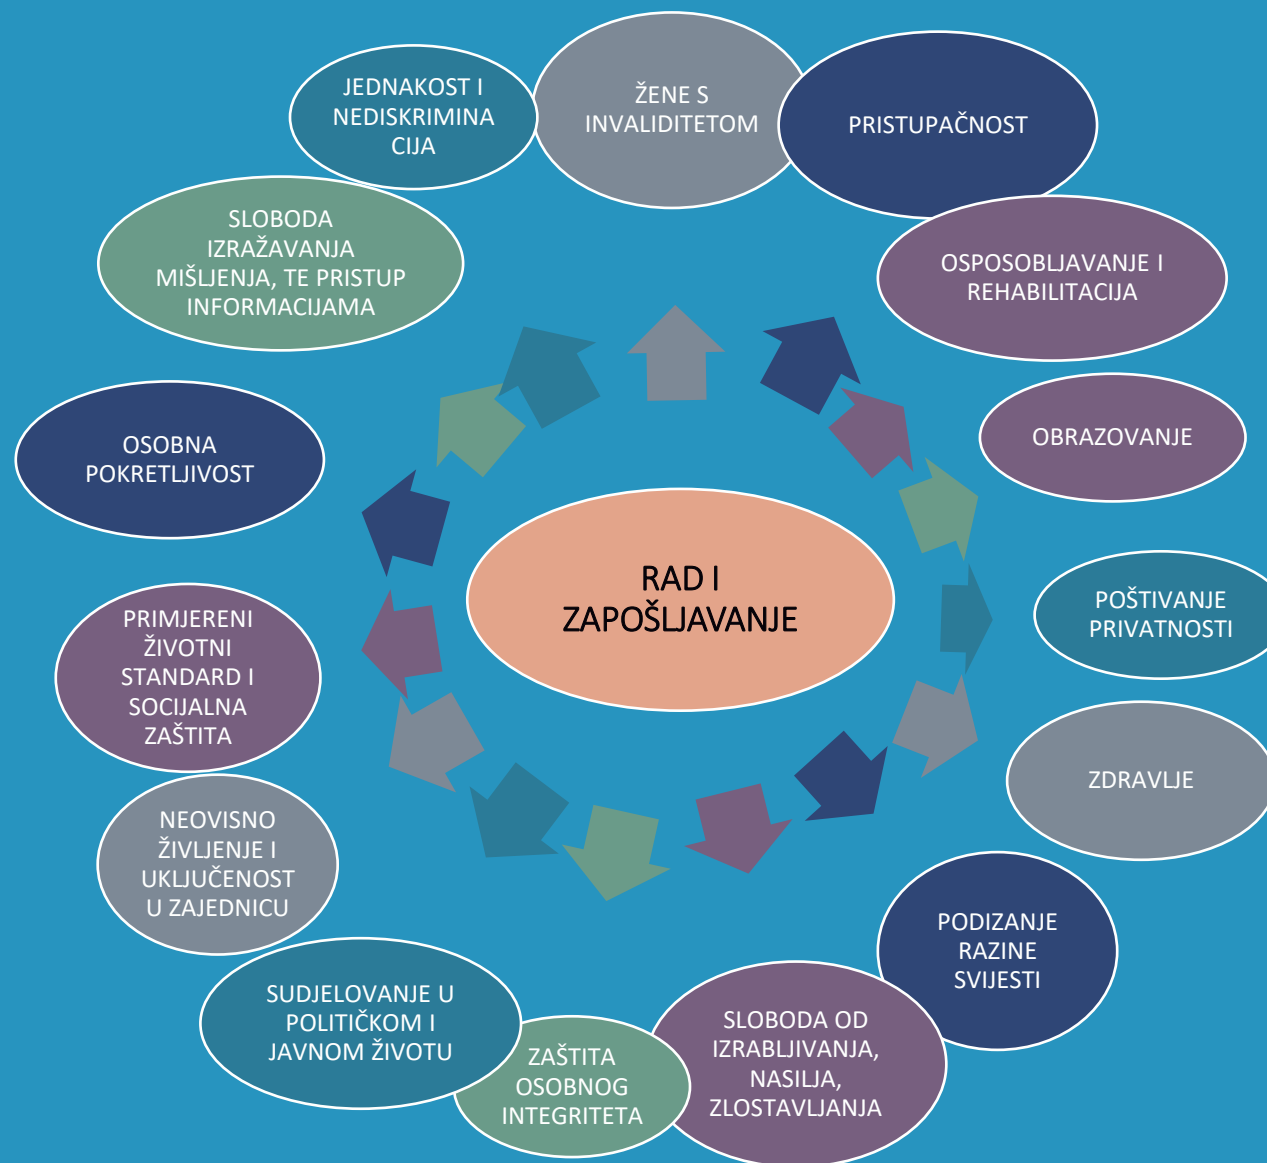 ŽENE S
INVALIDITETOM
PRISTUPAČNOST
OSPOSOBLJAVANJE I
REHABILITACIJA
OBRAZOVANJE
POŠTIVANJE
PRIVATNOSTI
ZDRAVLJE
PODIZANJE
RAZINE
SVIJESTI
SLOBODA OD
IZRABLJIVANJA,
NASILJA,
ZLOSTAVLJANJA
ZAŠTITA
OSOBNOG
INTEGRITETA
SUDJELOVANJE U
POLITIČKOM I
JAVNOM ŽIVOTU
NEOVISNO
ŽIVLJENJE I
UKLJUČENOST
U ZAJEDNICU
PRIMJERENI
ŽIVOTNI
STANDARD I
SOCIJALNA
ZAŠTITA
OSOBNA
POKRETLJIVOST
SLOBODA
IZRAŽAVANJA
MIŠLJENJA, TE PRISTUP
INFORMACIJAMA
JEDNAKOST I
NEDISKRIMINA
CIJA
RAD I
ZAPOŠLJAVANJE